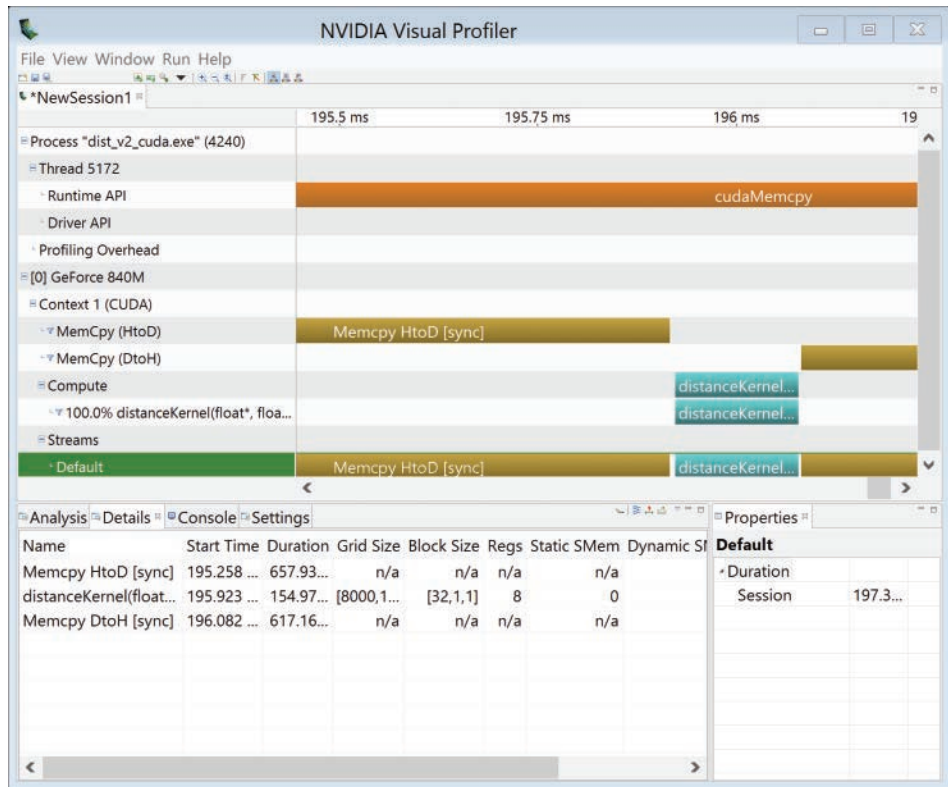 NVIDIA Visual Profiler
File View Window Run Help
*NewSession1
195.5 ms 195.75 ms 196 ms 19
Process "dist_v2_cuda.exe" (4240)
Thread 5172
Runtime API cudaMemcpy
Driver API
Profiling Overhead
[0] GeForce 840M
Context 1 (CUDA)
MemCpy (HtoD) Memcpy HtoD [sync]
MemCpy (DtoH)
Compute distanceKernel...
100.0% distanceKernel(float*, floa... distanceKernel...
Streams
Default Memcpy HtoD [sync] distanceKernel...
Analysis Details Console Settings
Name Start Time Duration Grid Size Block Size Regs Static SMem Dynamic
Memcpy HtoD [sync] 195.258 ... 657.93... n/a n/a n/a n/a
distanceKernel(float... 195.923 ... 154.97... [8000,1... [32,1,1] 8 0
Memcpy DtoH [sync] 196.082 ... 617.16... n/a n/a n/a n/a
Properties
Default
Duration
Session 197.3...